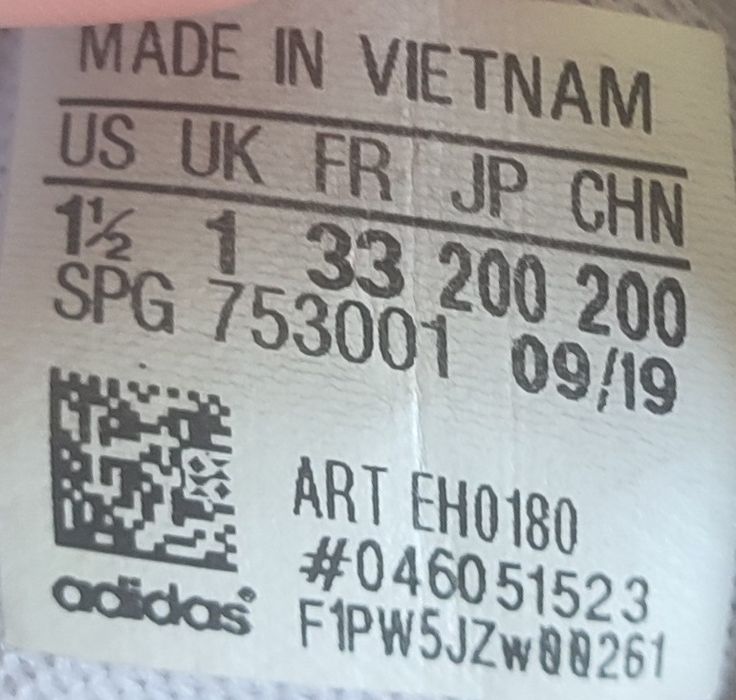 MADE IN VIETNAM
US UK FR JP CHN
1½ 1 33 200 200
SPG 753001 09/19
ART EH0180
#046051523
adidas®
F1PW5JZw00261